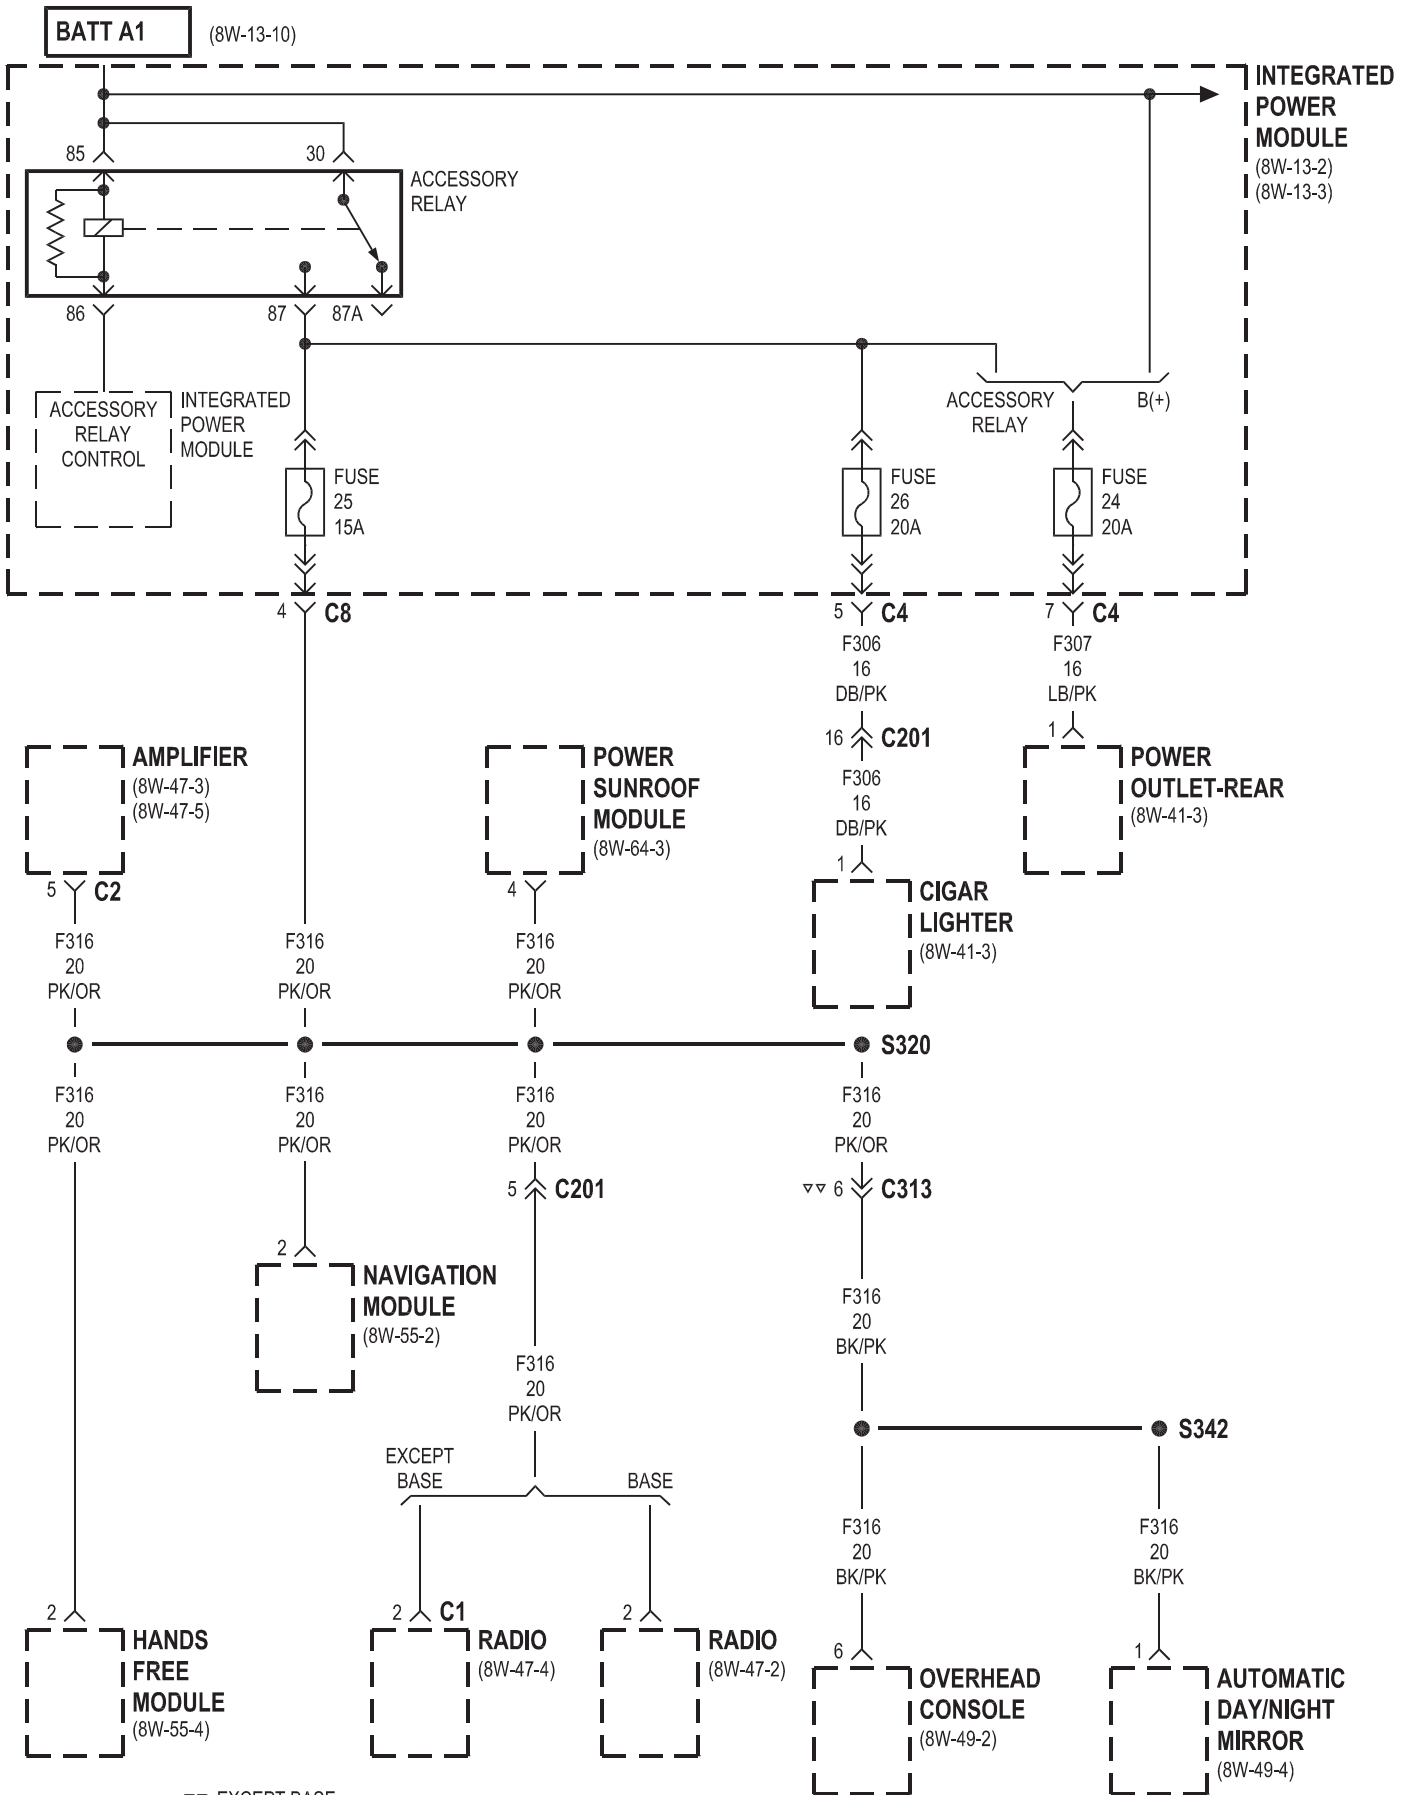 BATT A1
(8W-13-10)
INTEGRATED
POWER
MODULE
(8W-13-2)
(8W-13-3)
85
30
ACCESSORY
RELAY
86
87
87A
ACCESSORY
RELAY
CONTROL
INTEGRATED
POWER
MODULE
ACCESSORY
RELAY
B(+)
FUSE
25
15A
FUSE
26
20A
FUSE
24
20A
4
C8
5
C4
7
C4
F306
16
DB/PK
F307
16
LB/PK
16
C201
1
F306
16
DB/PK
1
AMPLIFIER
(8W-47-3)
(8W-47-5)
POWER
SUNROOF
MODULE
(8W-64-3)
POWER
OUTLET-REAR
(8W-41-3)
CIGAR
LIGHTER
(8W-41-3)
5
C2
4
F316
20
PK/OR
F316
20
PK/OR
F316
20
PK/OR
S320
F316
20
PK/OR
F316
20
PK/OR
F316
20
PK/OR
F316
20
PK/OR
5
C201
▿▿ 6
C313
2
NAVIGATION
MODULE
(8W-55-2)
F316
20
BK/PK
F316
20
PK/OR
S342
EXCEPT
BASE
BASE
F316
20
BK/PK
F316
20
BK/PK
2
2
C1
2
6
1
HANDS
FREE
MODULE
(8W-55-4)
RADIO
(8W-47-4)
RADIO
(8W-47-2)
OVERHEAD
CONSOLE
(8W-49-2)
AUTOMATIC
DAY/NIGHT
MIRROR
(8W-49-4)
▿▿ EXCEPT BASE